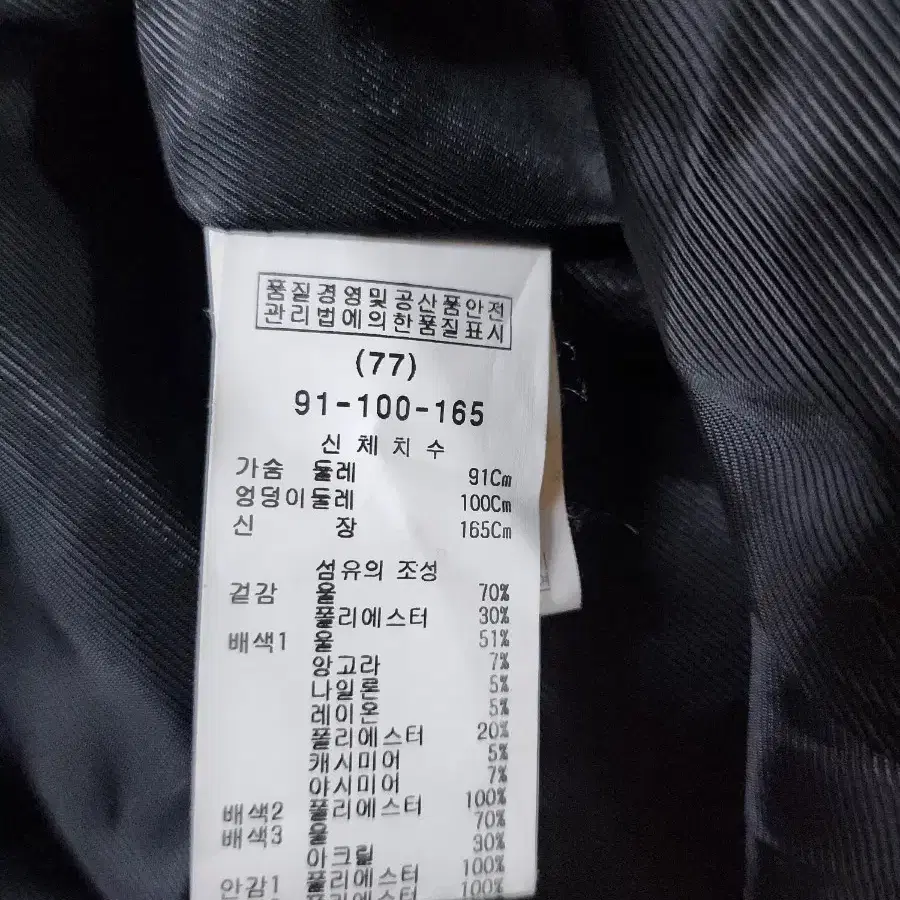 품질경영및공산품안전
관리법에의한품질표시
(77)
91-100-165
신 체 치 수
가슴 둘레 91Cm
엉덩이둘레 100Cm
신 장 165Cm
섬유의 조성
겉감 울 70%
폴리에스터 30%
배색1 울 51%
앙고라 7%
나일론 5%
레이온 5%
폴리에스터 20%
캐시미어 5%
야시미어 7%
배색2 폴리에스터 100%
배색3 울 70%
아크릴 30%
안감1 폴리에스터 100%
폴리에스터 100%